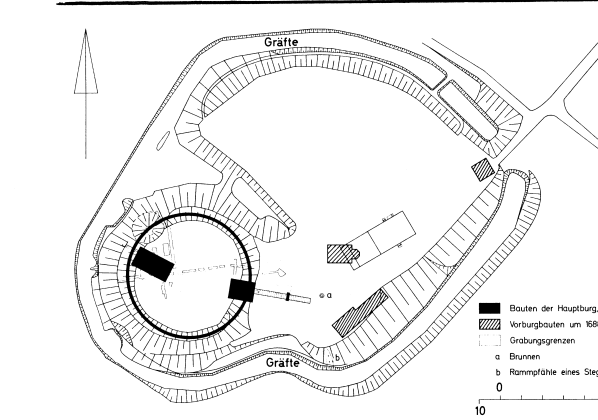 Gräfte
a
b
Gräfte
Bauten der Hauptburg,
Vorburgbauten um 168
Grabungsgrenzen
a Brunnen
b Rammpfähle eines Steg
0
10